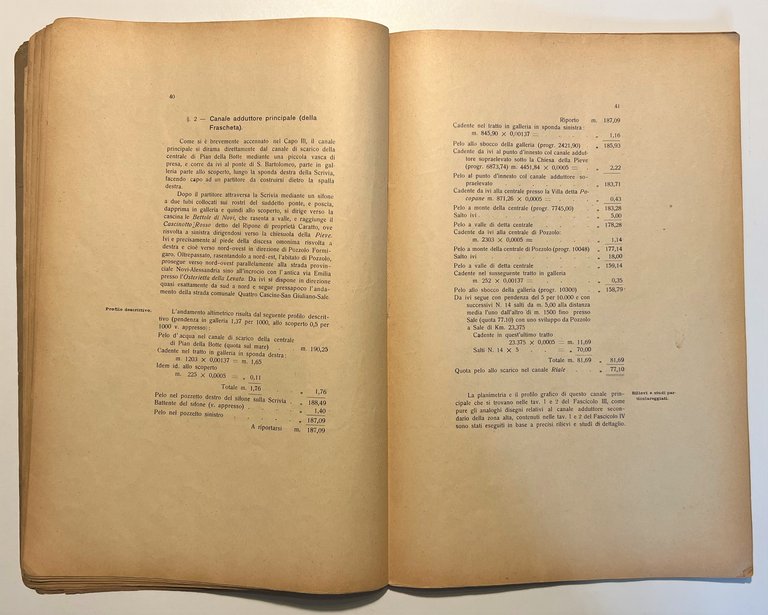 40
§ 2 — Canale adduttore principale (della
Frascheta).
Come si è brevemente accennato nel Capo III, il canale
principale si dirama direttamente dal canale di scarico della
centrale di Pian della Botte mediante una piccola vasca di
presa, e corre da ivi al ponte di S. Bartolomeo, parte in gal-
leria parte allo scoperto, lungo la sponda destra della Scrivia,
facendo capo ad un partitore da costruirsi dietro la spalla
destra.
Dopo il partitore attraversa la Scrivia mediante un sifone
a due tubi collocati sui rostri del suddetto ponte, e poscia,
dapprima in galleria e quindi allo scoperto, si dirige verso la
cascina le Bettole di Novi, che rasenta a valle, e raggiunge il
Cascinotto Rosso detto del Ripone di proprietà Caratto, ove
risvolta a sinistra dirigendosi verso la chiesuola della Pieve.
Ivi e precisamente al piede della discesa omonima risvolta a
destra e cioè verso nord-ovest in direzione di Pozzolo Formi-
garo. Oltrepassato, rasentandolo a nord-est, l'abitato di Pozzolo,
prosegue verso nord-ovest parallelamente alla strada provin-
ciale Novi-Alessandria sino all'incrocio con l'antica via Emilia
presso l'Osterietta della Levata. Da ivi si dispone in direzione
quasi esattamente da sud a nord e segue pressapoco l'anda-
mento della strada comunale Quattro Cascine-San Giuliano-Sale.
Profilo descrittivo.
L'andamento altimetrico risulta dal seguente profilo descrit-
tivo (pendenza in galleria 1,37 per 1000, allo scoperto 0,5 per
1000 v. appresso):
Pelo d'acqua nel canale di scarico della centrale
di Pian della Botte (quota sul mare) . m. 190,25
Cadente nel tratto in galleria in sponda destra:
m. 1203 × 0,00137 = m. 1,65
Idem id. allo scoperto
m. 225 × 0,0005 = „ 0,11
Totale m. 1,76 „ 1,76
Pelo nel pozzetto destro del sifone sulla Scrivia . „ 188,49
Battente del sifone (v. appresso) . . . „ 1,40
Pelo nel pozzetto sinistro . . . . „ 187,09
A riportarsi m. 187,09
41
Riporto m. 187,09
Cadente nel tratto in galleria in sponda sinistra:
m. 845,90 × 0,00137 = . . . „ 1,16
Pelo allo sbocco della galleria (progr. 2421,90) . „ 185,93
Cadente da ivi al punto d'innesto col canale addut-
tore sopraelevato sotto la Chiesa della Pieve
(progr. 6873,74) m. 4451,84 × 0,0005 = . „ 2,22
Pelo al punto d'innesto col canale adduttore so-
praelevato . . . . „ 183,71
Cadente da ivi alla centrale presso la Villa detta Po-
copane m. 871,26 × 0,0005 = . . „ 0,43
Pelo a monte della centrale (progr. 7745,00) . „ 183,28
Salto ivi . . . . „ 5,00
Pelo a valle di detta centrale . . . „ 178,28
Cadente da ivi alla centrale di Pozzolo:
m. 2303 × 0,0005 = . . . „ 1,14
Pelo a monte della centrale di Pozzolo (progr. 10048) „ 177,14
Salto ivi . . . . „ 18,00
Pelo a valle di detta centrale . . . „ 159,14
Cadente nel susseguente tratto in galleria
m. 252 × 0,00137 = . . . „ 0,35
Pelo allo sbocco della galleria (progr. 10300) . „ 158,79
Da ivi segue con pendenza del 5 per 10.000 e con
successivi N. 14 salti da m. 5,00 alla distanza
media l'uno dall'altro di m. 1500 fino presso
Sale (quota 77.10) con uno sviluppo da Pozzolo
a Sale di Km. 23,375
Cadente in quest'ultimo tratto
23.375 × 0,0005 = m. 11,69
Salti N. 14 × 5 . = „ 70,00
Totale m. 81,69 „ 81,69
Quota pelo allo scarico nel canale Riale . . „ 77,10
La planimetria e il profilo grafico di questo canale prin-
cipale che si trovano nelle tav. 1 e 2 del Fascicolo III, come
pure gli analoghi disegni relativi al canale adduttore secon-
dario della zona alta, contenuti nelle tav. 1 e 2 del Fascicolo IV
sono stati eseguiti in base a precisi rilievi e studi di dettaglio.
Rilievi e studi par-
ticolareggiati.